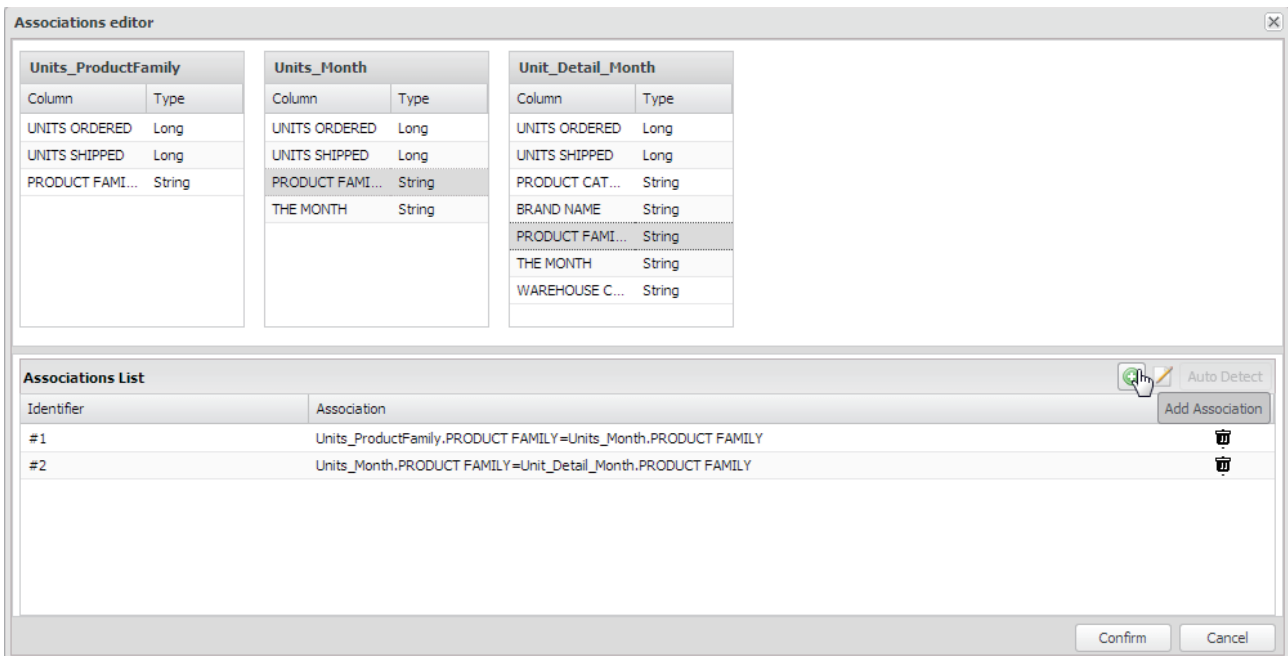 Associations editor
Units_ProductFamily Units_Month Unit_Detail_Month
Column Type Column Type Column Type
UNITS ORDERED Long UNITS ORDERED Long UNITS ORDERED Long
UNITS SHIPPED Long UNITS SHIPPED Long UNITS SHIPPED Long
PRODUCT FAMI... String PRODUCT FAMI... String PRODUCT CAT... String
THE MONTH String BRAND NAME String
PRODUCT FAMI... String
THE MONTH String
WAREHOUSE C... String
Associations List Auto Detect
Identifier Association Add Association
#1 Units_ProductFamily.PRODUCT FAMILY=Units_Month.PRODUCT FAMILY
#2 Units_Month.PRODUCT FAMILY=Unit_Detail_Month.PRODUCT FAMILY
Confirm Cancel